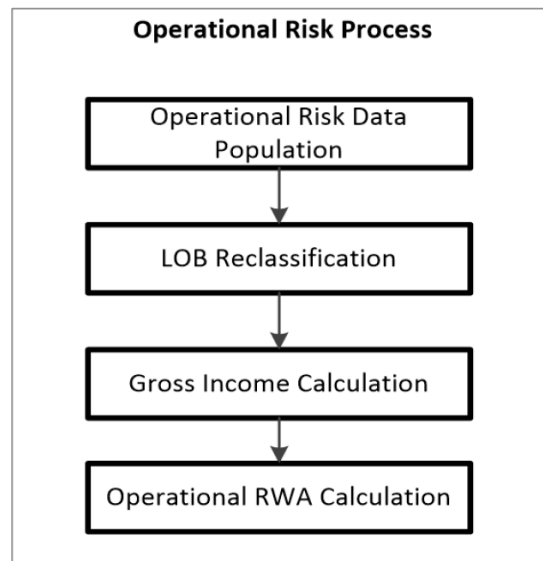 Operational Risk Process
Operational Risk Data
Population
LOB Reclassification
Gross Income Calculation
Operational RWA Calculation